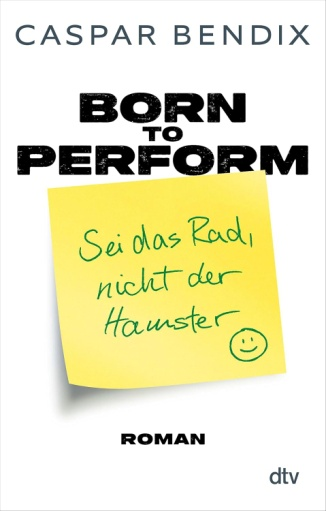 CASPAR BENDIX
BORN
TO
PERFORM
Sei das Rad,
nicht der
Hamster
ROMAN
dtv